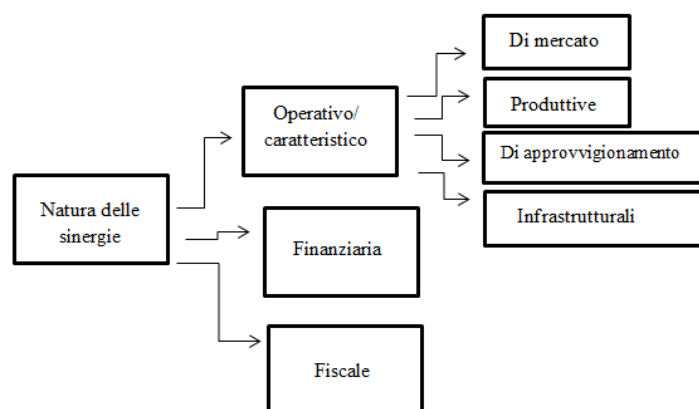 Natura delle
sinergie
Operativo/
caratteristico
Finanziaria
Fiscale
Di mercato
Produttive
Di approvvigionamento
Infrastrutturali